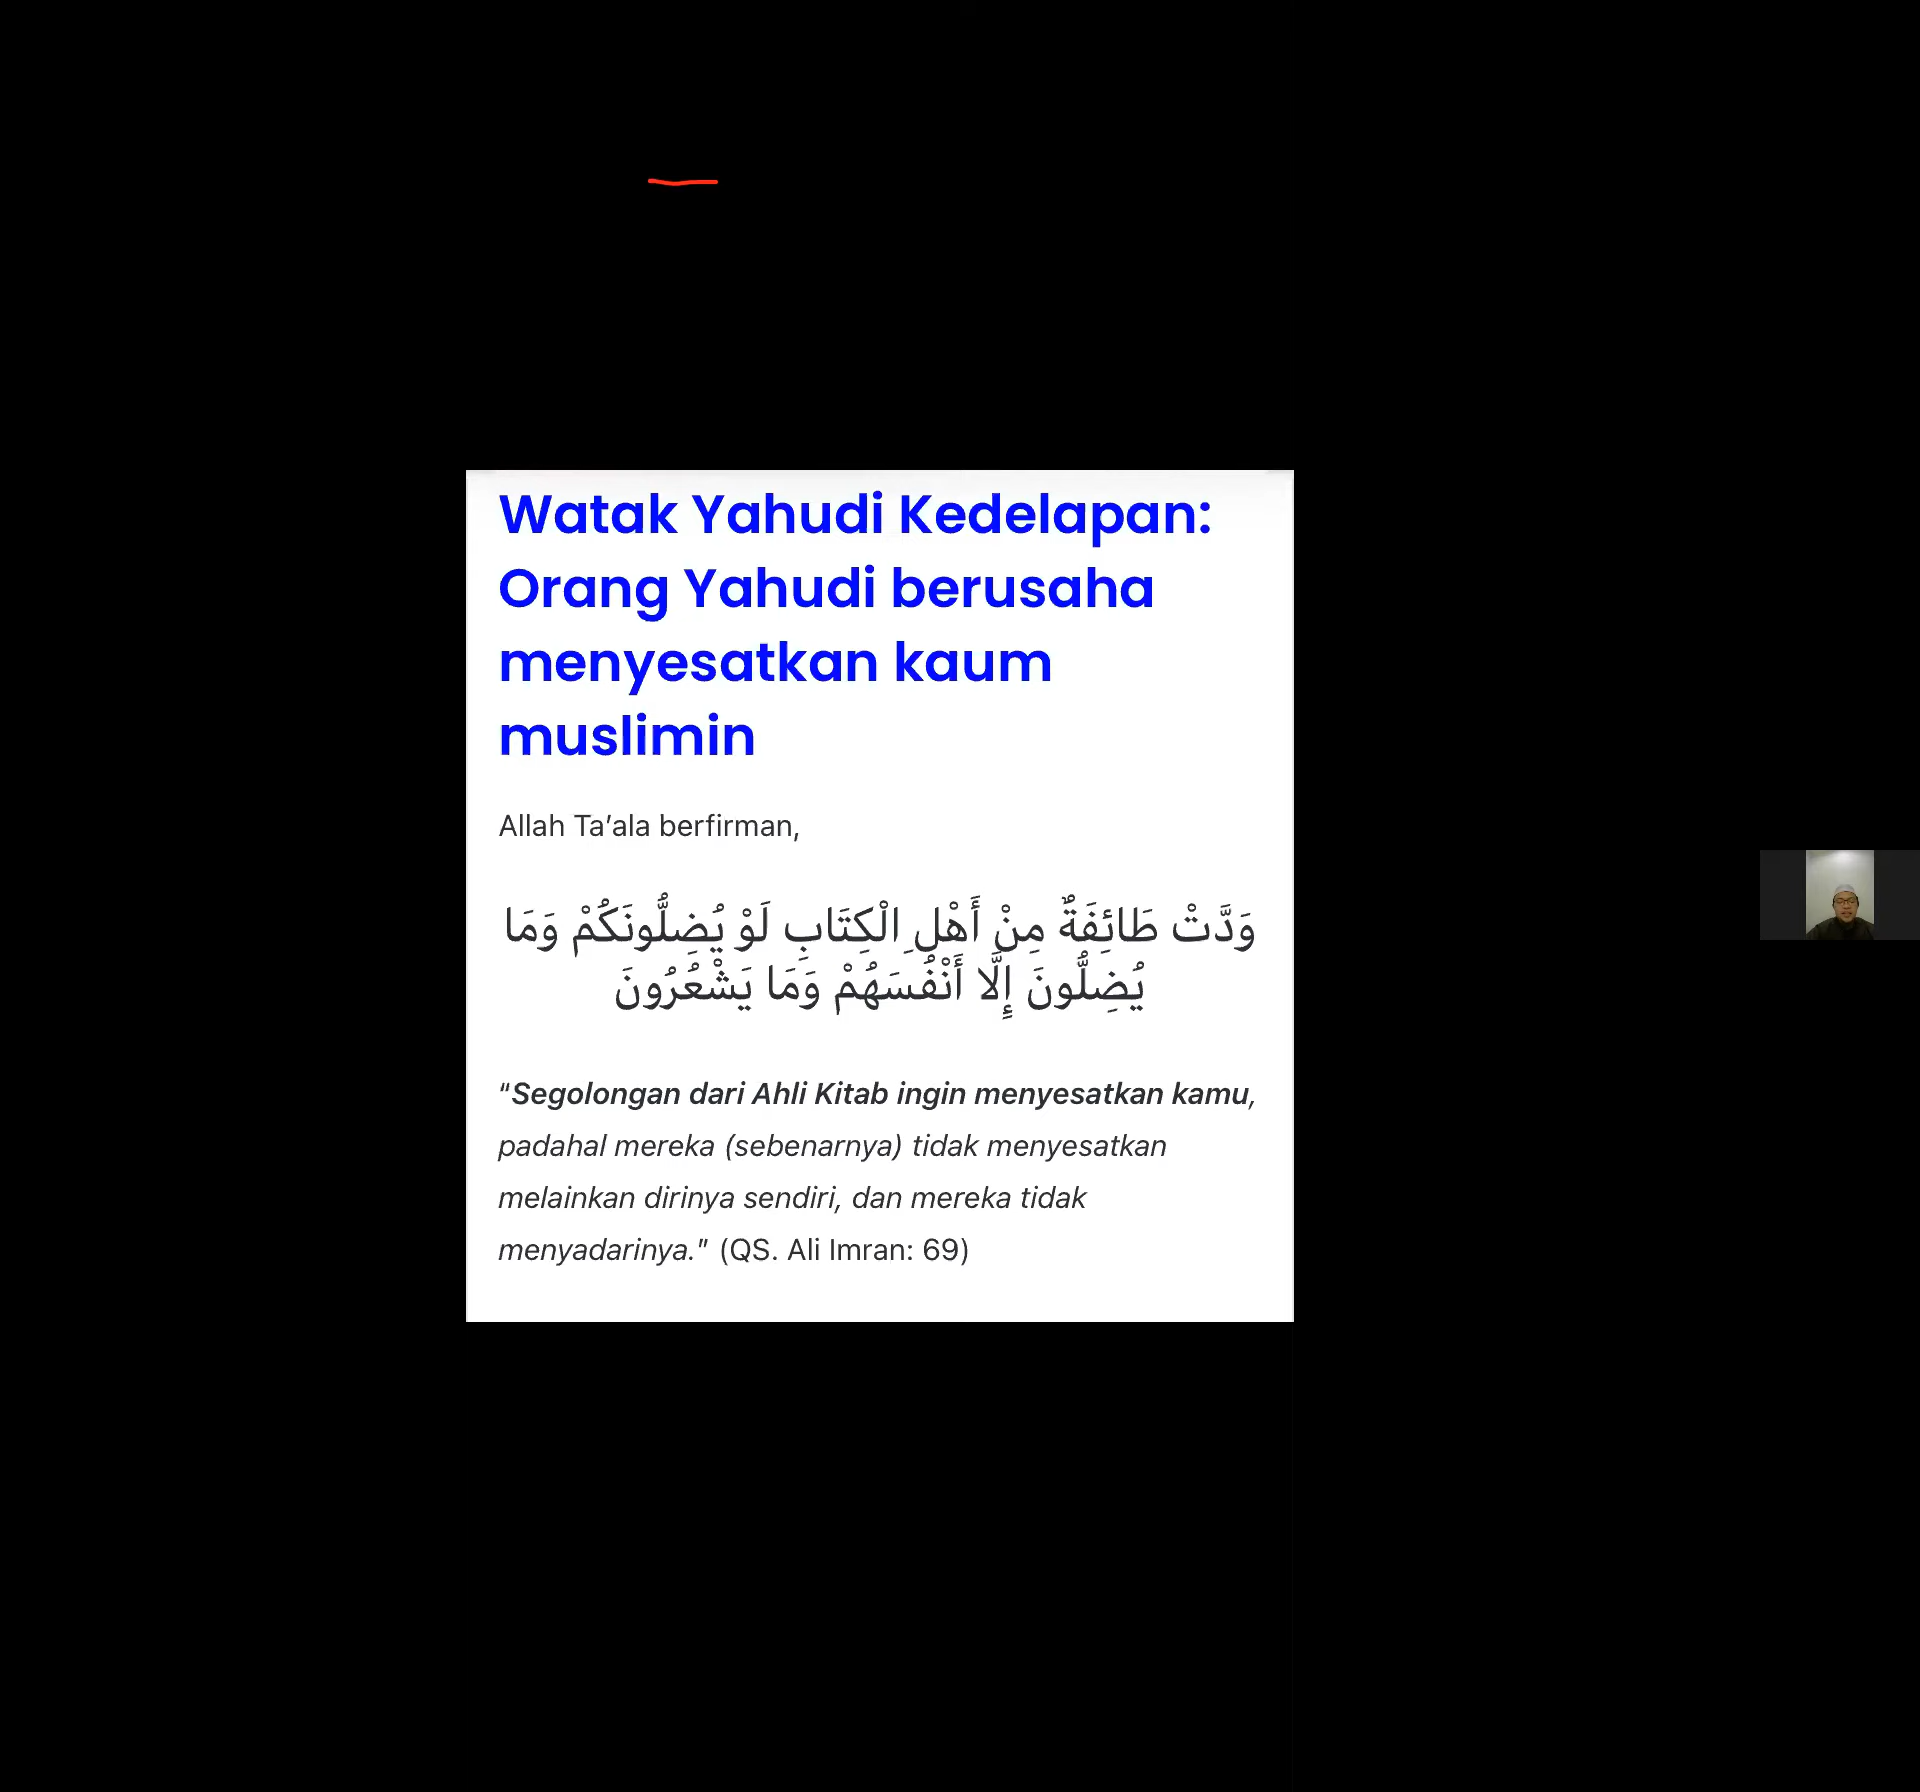 Watak Yahudi Kedelapan:
Orang Yahudi berusaha
menyesatkan kaum
muslimin
Allah Ta’ala berfirman,
وَدَّتْ طَائِفَةٌ مِنْ أَهْلِ الْكِتَابِ لَوْ يُضِلُّونَكُمْ وَمَا
يُضِلُّونَ إِلَّا أَنْفُسَهُمْ وَمَا يَشْعُرُونَ
“Segolongan dari Ahli Kitab ingin menyesatkan kamu,
padahal mereka (sebenarnya) tidak menyesatkan
melainkan dirinya sendiri, dan mereka tidak
menyadarinya.” (QS. Ali Imran: 69)